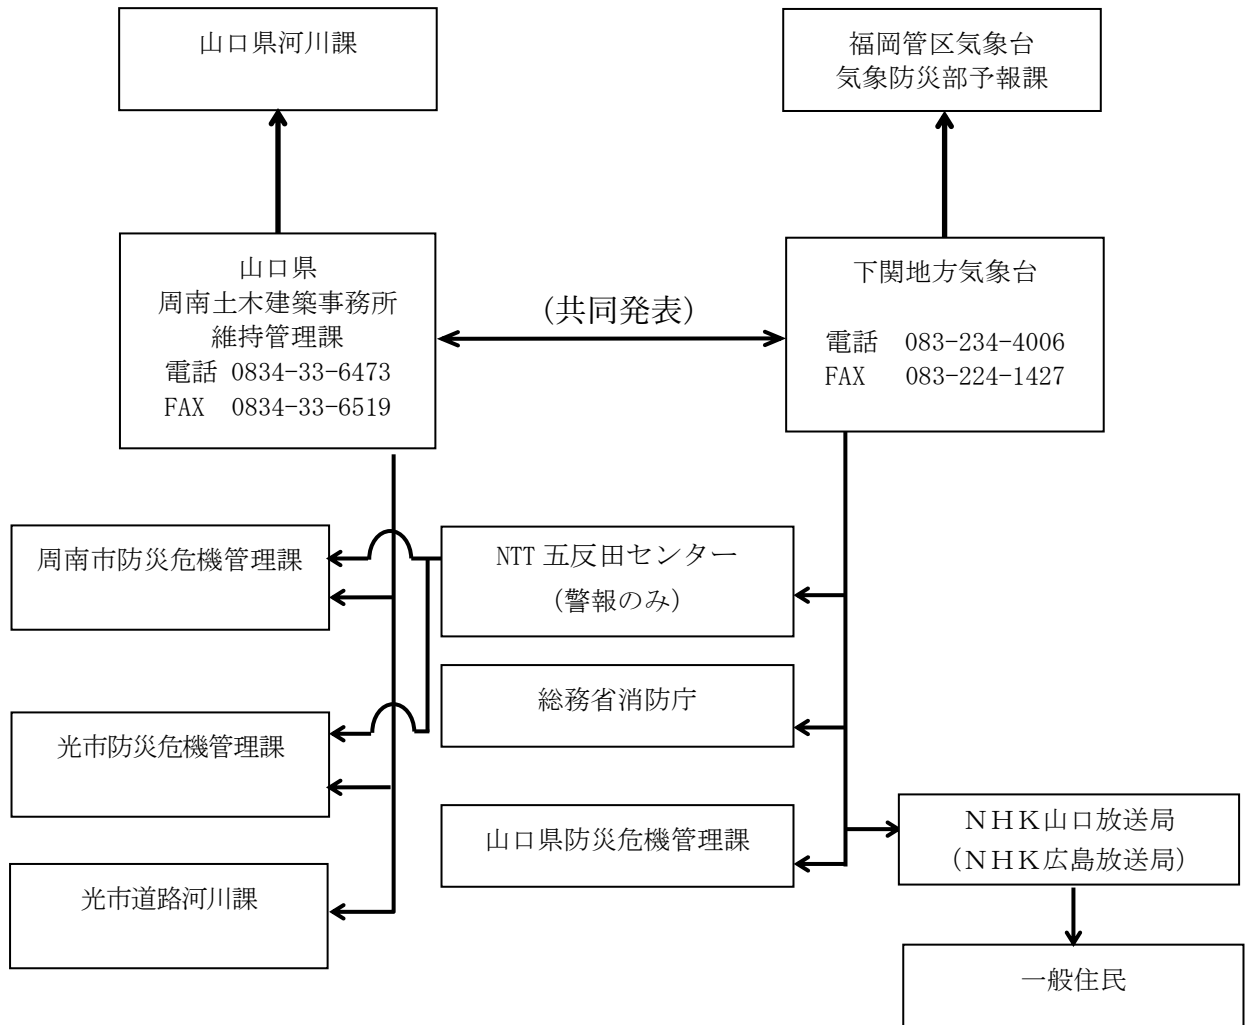 山口県河川課
福岡管区気象台
気象防災部予報課
山口県
周南土木建築事務所
維持管理課
電話 0834-33-6473
FAX 0834-33-6519
(共同発表)
下関地方気象台
電話 083-234-4006
FAX 083-224-1427
周南市防災危機管理課
NTT 五反田センター
(警報のみ)
総務省消防庁
光市防災危機管理課
山口県防災危機管理課
NHK山口放送局
(NHK広島放送局)
光市道路河川課
一般住民